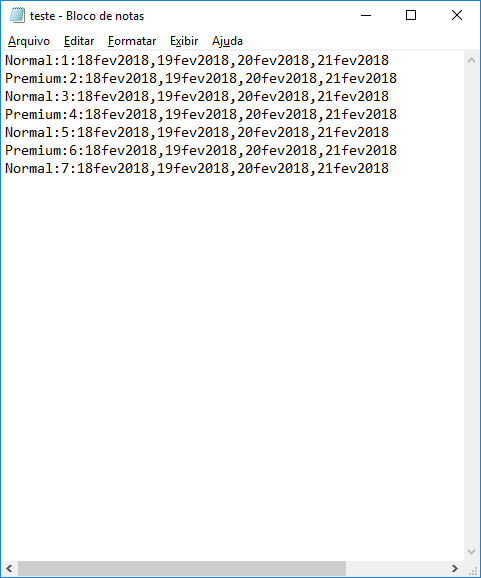 teste - Bloco de notas
Arquivo Editar Formatar Exibir Ajuda
Normal:1:18fev2018,19fev2018,20fev2018,21fev2018
Premium:2:18fev2018,19fev2018,20fev2018,21fev2018
Normal:3:18fev2018,19fev2018,20fev2018,21fev2018
Premium:4:18fev2018,19fev2018,20fev2018,21fev2018
Normal:5:18fev2018,19fev2018,20fev2018,21fev2018
Premium:6:18fev2018,19fev2018,20fev2018,21fev2018
Normal:7:18fev2018,19fev2018,20fev2018,21fev2018